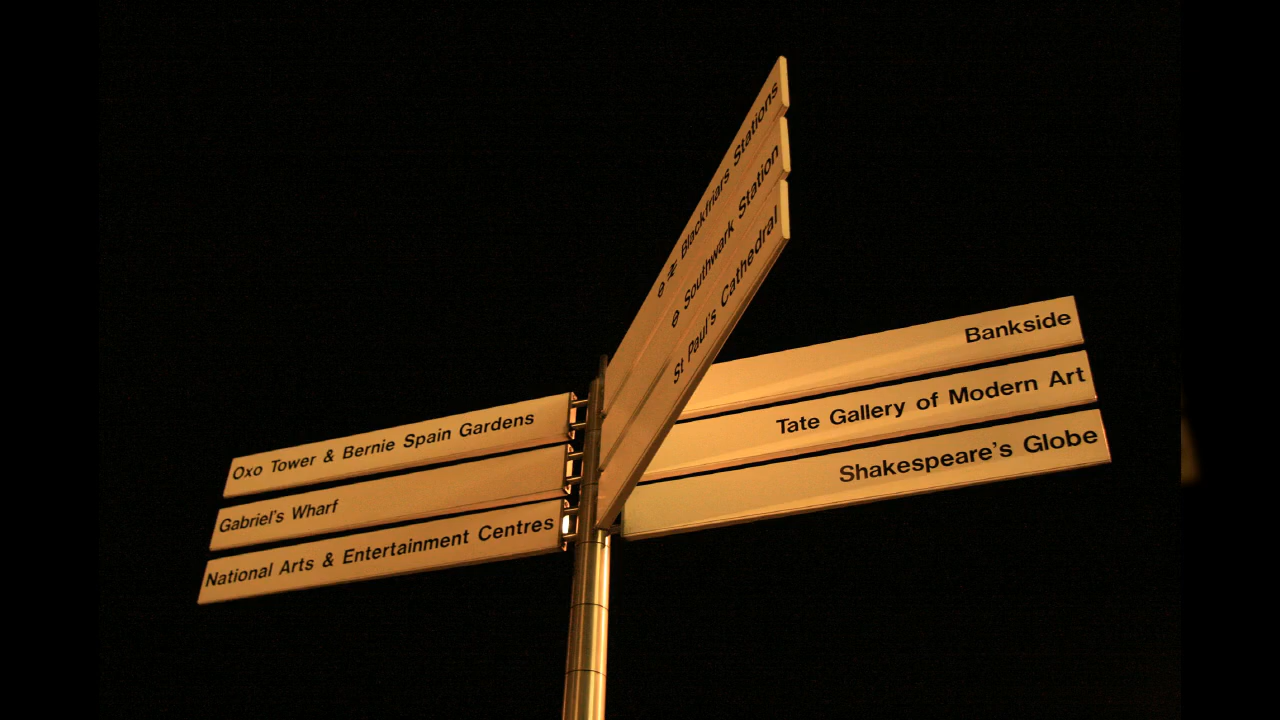 Blackfriars Stations
Southwark Station
St Paul's Cathedral
Bankside
Tate Gallery of Modern Art
Shakespeare's Globe
Oxo Tower & Bernie Spain Gardens
Gabriel's Wharf
National Arts & Entertainment Centres